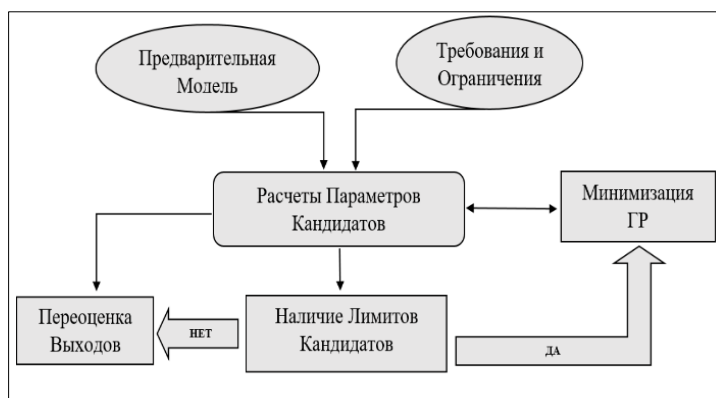 Предварительная
Модель
Требования и
Ограничения
Расчеты Параметров
Кандидатов
Минимизация
ГР
Переоценка
Выходов
НЕТ
Наличие Лимитов
Кандидатов
ДА